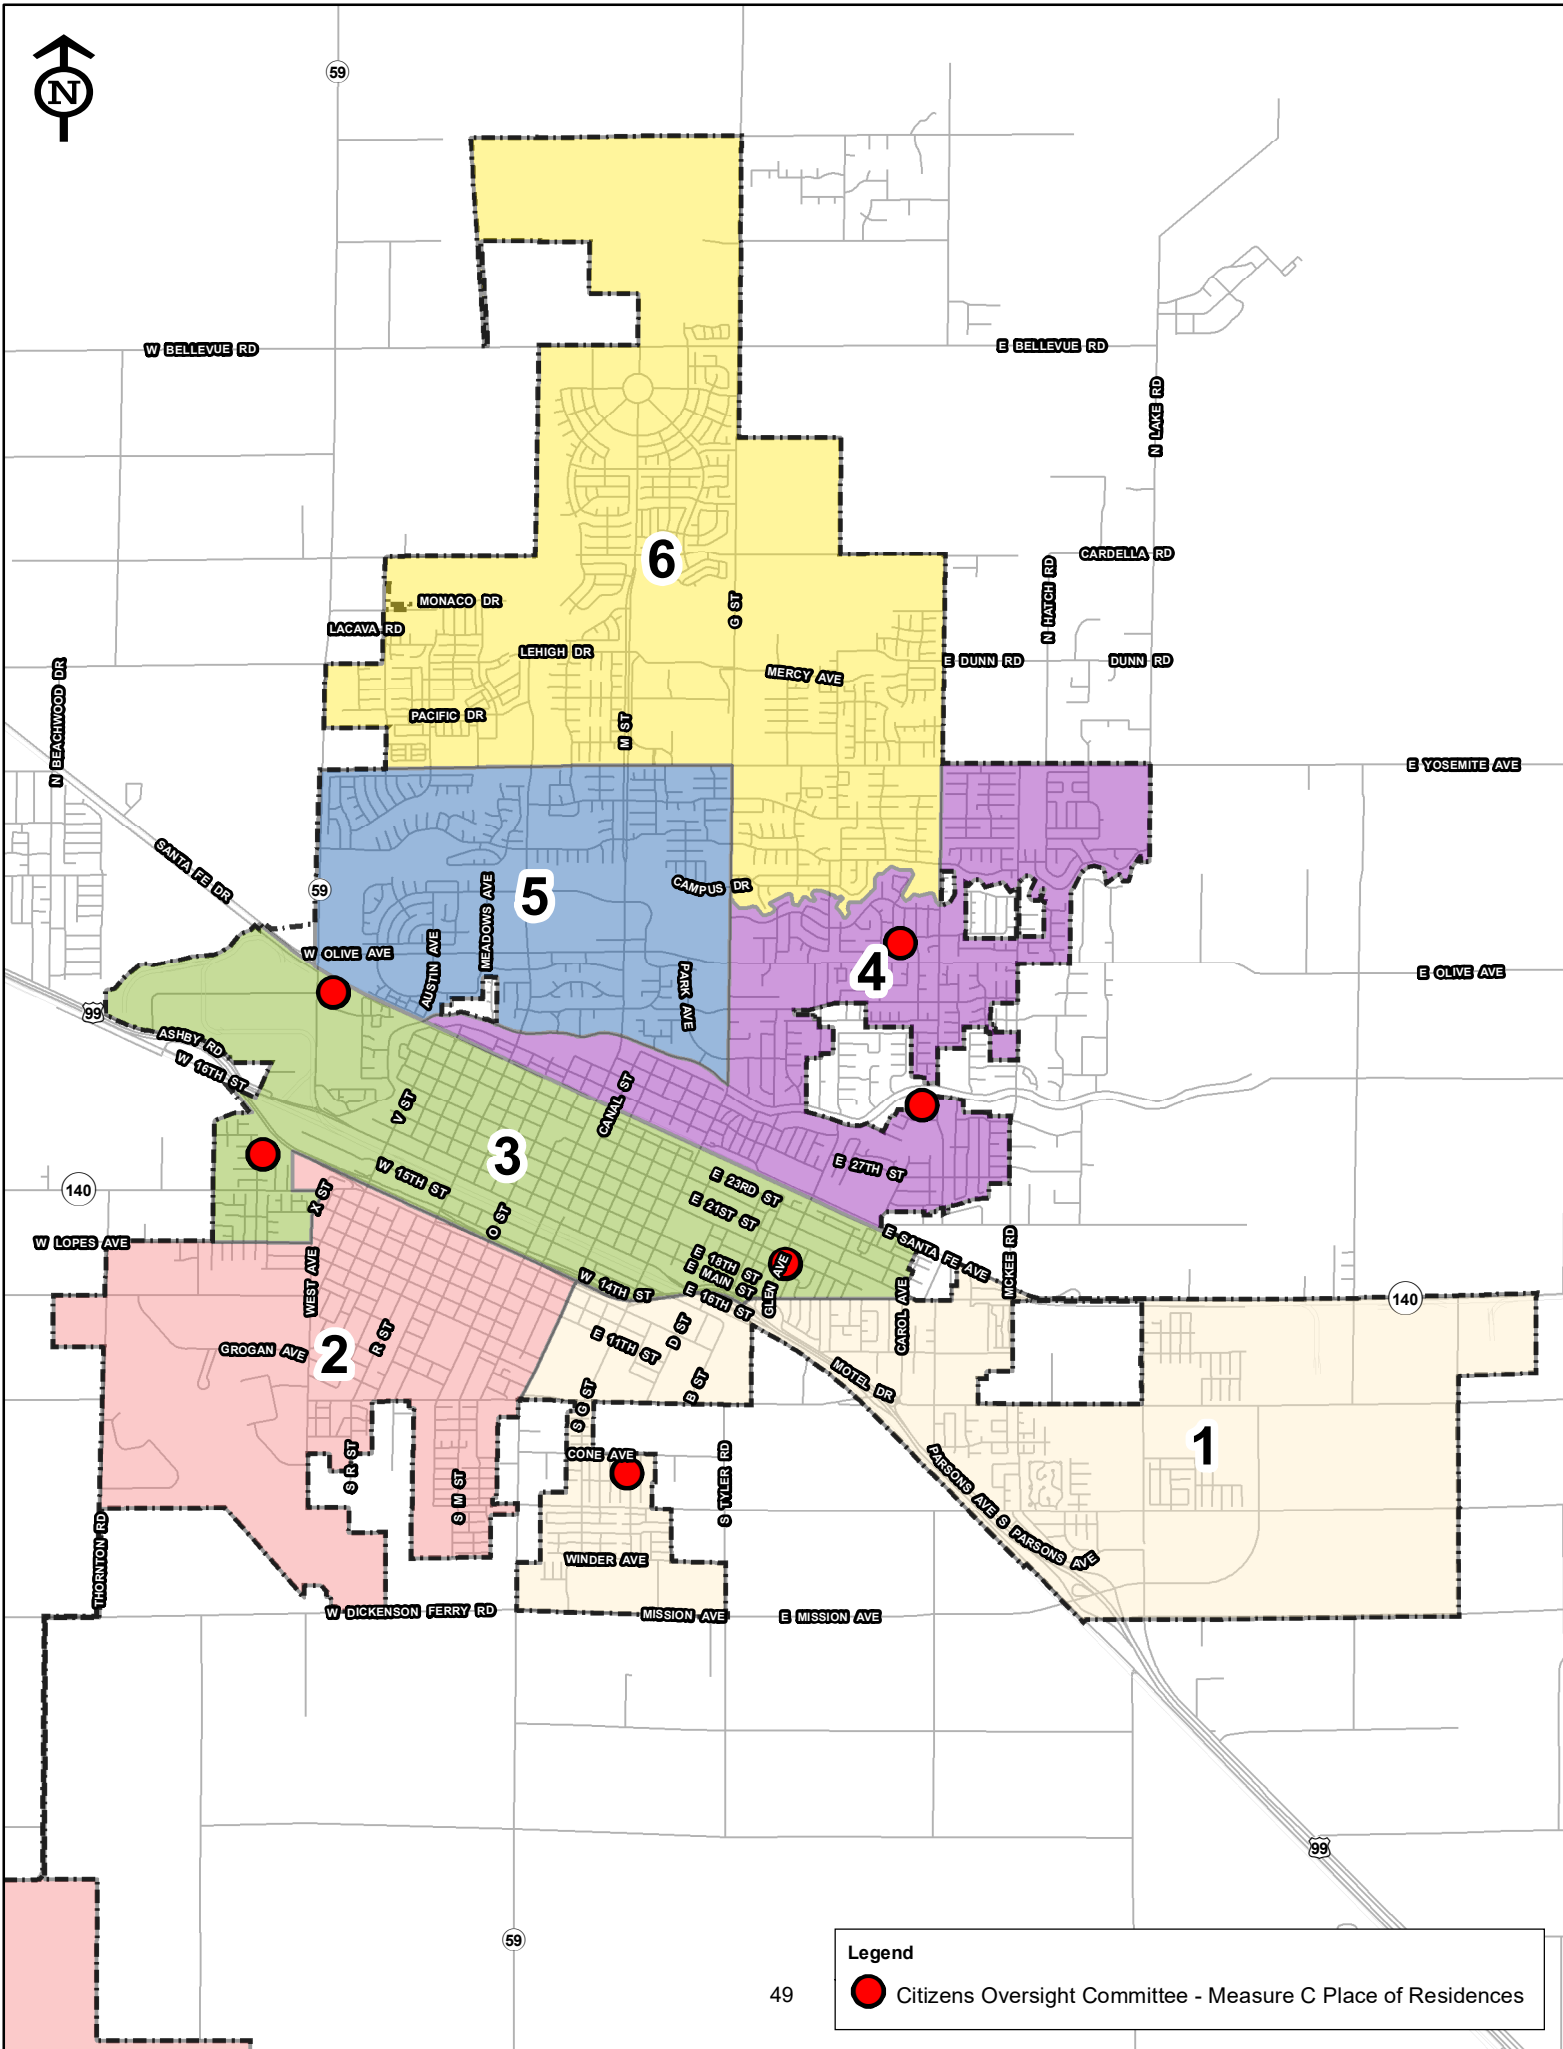 N
59
W BELLEVUE RD
E BELLEVUE RD
N LAKE RD
6
CARDELLA RD
N HATCH RD
MONACO DR
G ST
LACAVA RD
LEHIGH DR
E DUNN RD
DUNN RD
MERCY AVE
N BEACHWOOD DR
PACIFIC DR
M ST
E YOSEMITE AVE
SANTA FE DR
59
CAMPUS DR
5
MEADOWS AVE
W OLIVE AVE
AUSTIN AVE
4
E OLIVE AVE
PARK AVE
99
ASHBY RD
W 16TH ST
V ST
CANAL ST
3
E 27TH ST
W 15TH ST
E 23RD ST
140
X ST
E 21ST ST
O ST
W LOPES AVE
E SANTA FE AVE
MCKEE RD
E 18TH ST
E MAIN ST
GLEN AVE
WEST AVE
W 14TH ST
E 16TH ST
CAROL AVE
140
R ST
D ST
E 11TH ST
GROGAN AVE
2
MOTEL DR
B ST
S G ST
1
CONE AVE
S R ST
S M ST
S TYLER RD
PARSONS AVE
S PARSONS AVE
THORNTON RD
WINDER AVE
W DICKENSON FERRY RD
MISSION AVE
E MISSION AVE
99
59
Legend
49
Citizens Oversight Committee - Measure C Place of Residences